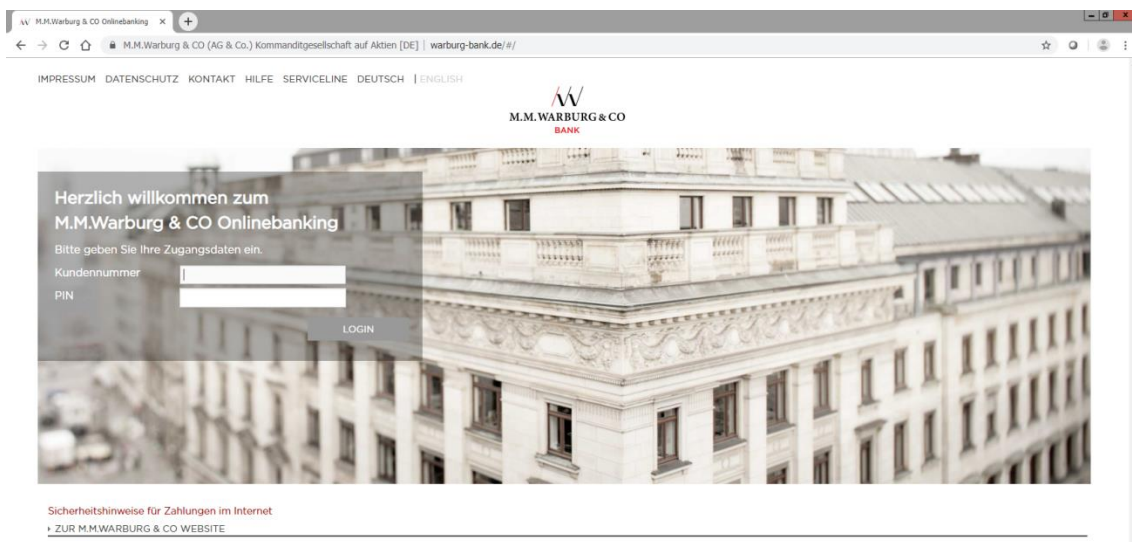 M.M.Warburg & CO Onlinebanking
M.M.Warburg & CO (AG & Co.) Kommanditgesellschaft auf Aktien [DE] | warburg-bank.de/#/
IMPRESSUM DATENSCHUTZ KONTAKT HILFE SERVICELINE DEUTSCH | ENGLISH
M.M.WARBURG & CO
BANK
Herzlich willkommen zum
M.M.Warburg & CO Onlinebanking
Bitte geben Sie Ihre Zugangsdaten ein.
Kundennummer
PIN
LOGIN
Sicherheitshinweise für Zahlungen im Internet
ZUR M.M.WARBURG & CO WEBSITE